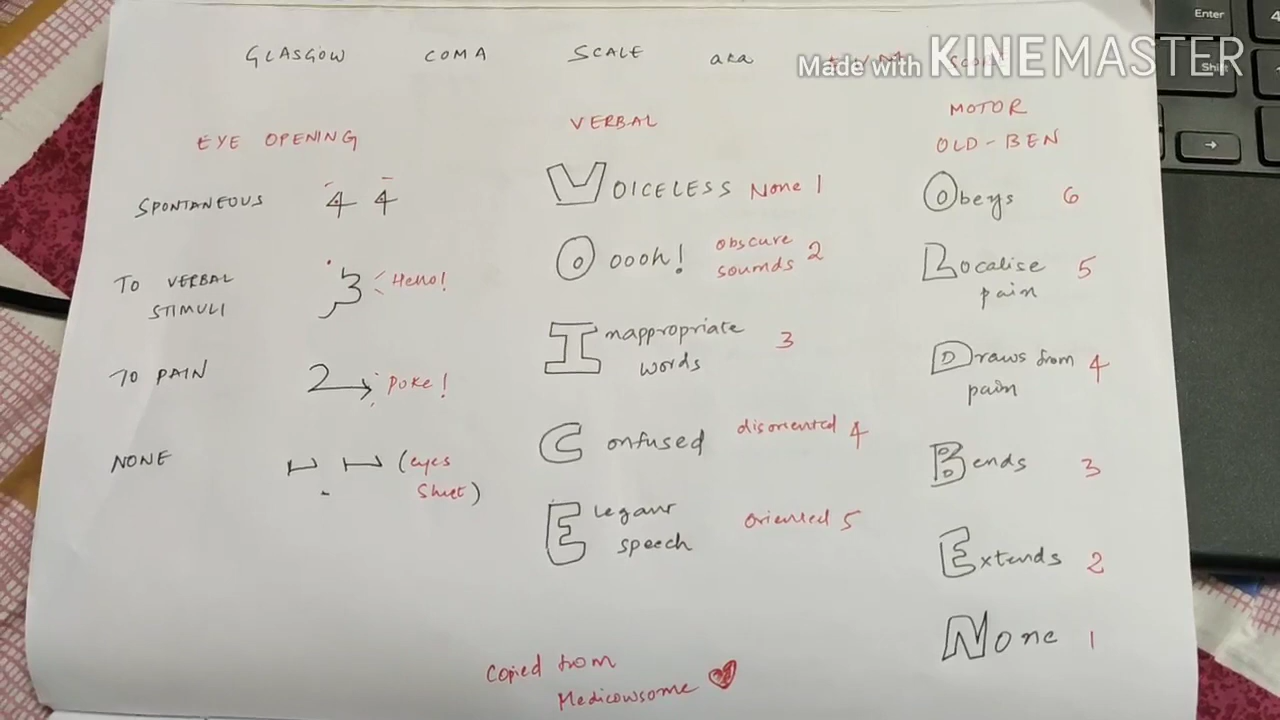 GLASGOW COMA SCALE aka
Made with KINEMASTER
EYE OPENING
SPONTANEOUS 4 4
TO VERBAL STIMULI 3 Hello!
TO PAIN 2 Poke!
NONE (eyes shut)
VERBAL
VOICELESS None 1
Ooooh! obscure sounds 2
Inappropriate words 3
Confused disoriented 4
Elegant speech oriented 5
MOTOR
OLD-BEN
Obeys 6
Localise pain 5
Draws from pain 4
Bends 3
Extends 2
None 1
Copied from
Medicowsome
Enter
Shift